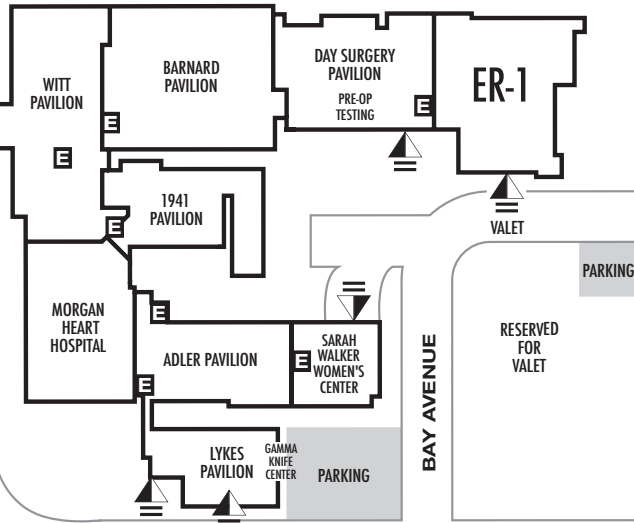 WITT
PAVILION
BARNARD
PAVILION
DAY SURGERY
PAVILION
PRE-OP
TESTING
ER-1
E
E
E
1941
PAVILION
E
VALET
PARKING
MORGAN
HEART
HOSPITAL
E
ADLER PAVILION
E
SARAH
WALKER
WOMEN'S
CENTER
E
RESERVED
FOR
VALET
BAY AVENUE
LYKES
PAVILION
GAMMA
KNIFE
CENTER
PARKING